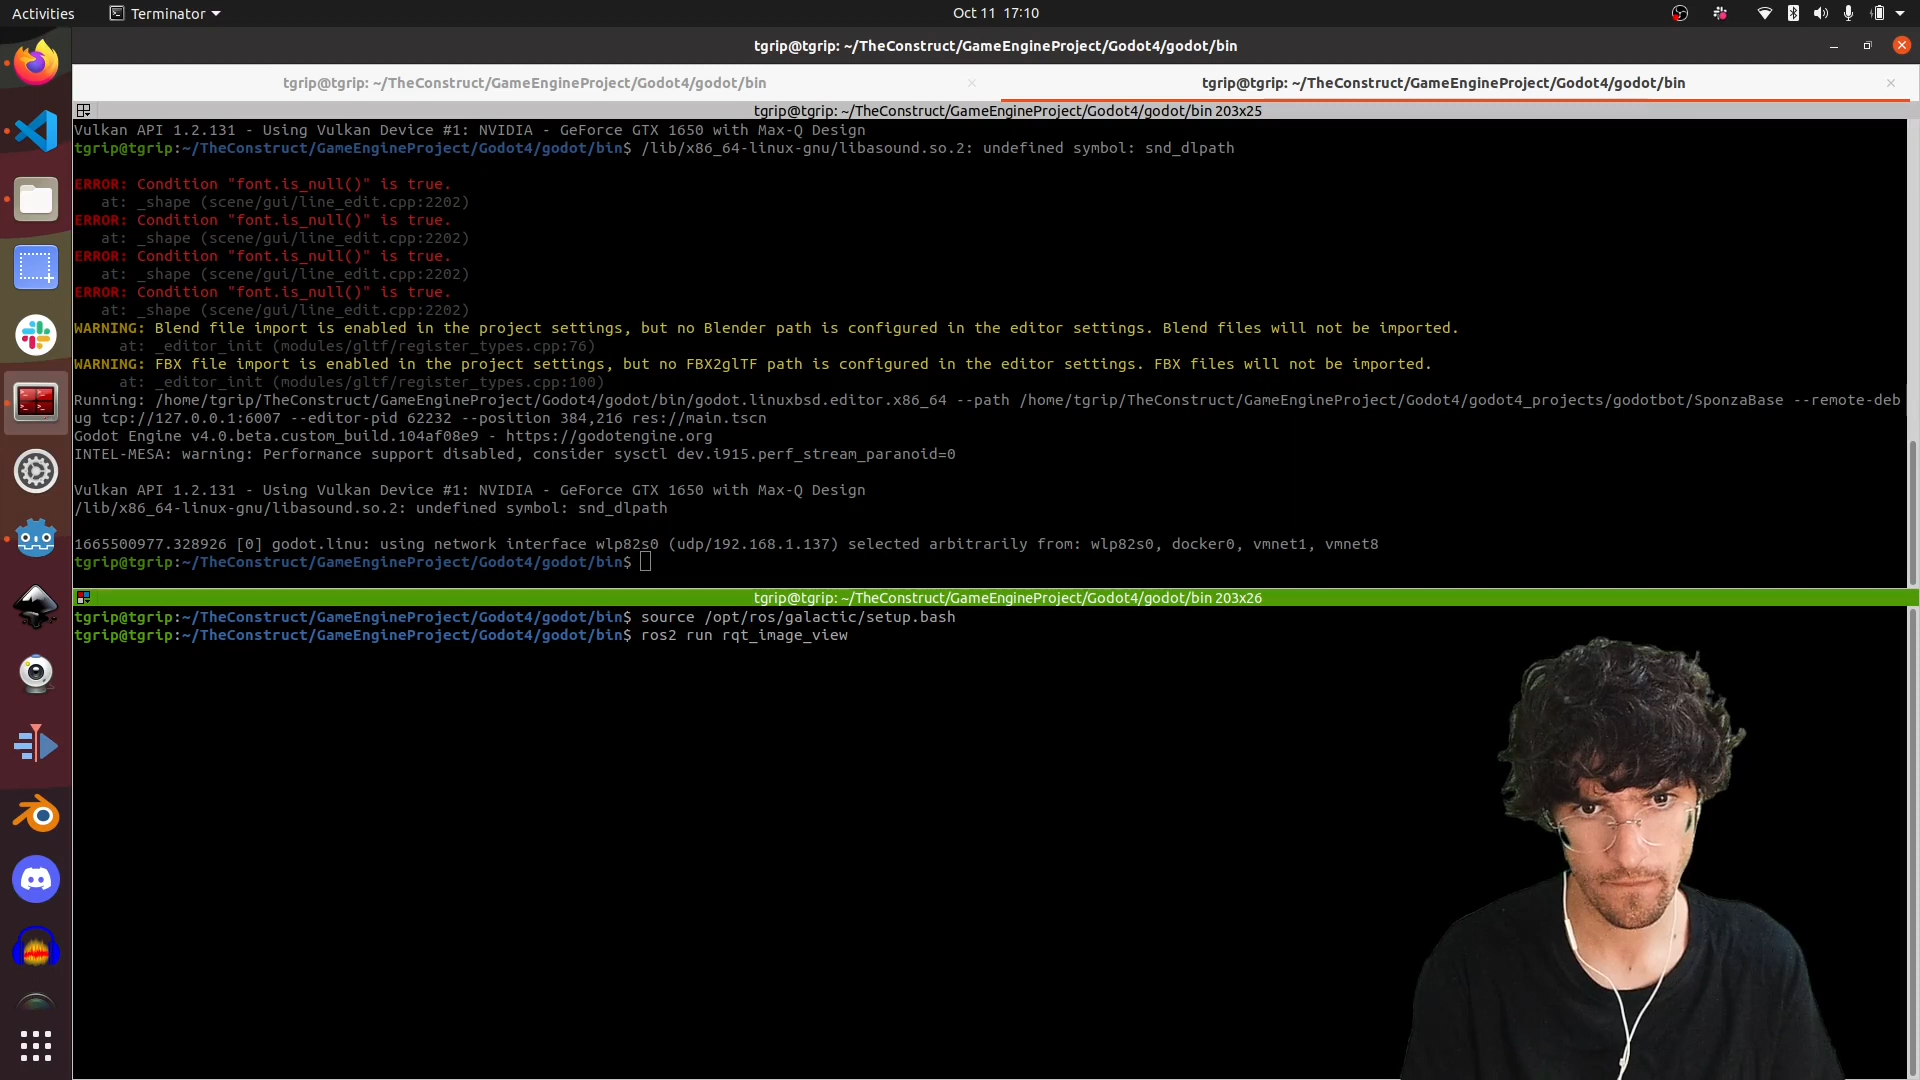 Activities
Terminator
Oct 11 17:10
tgrip@tgrip: ~/TheConstruct/GameEngineProject/Godot4/godot/bin
tgrip@tgrip: ~/TheConstruct/GameEngineProject/Godot4/godot/bin
tgrip@tgrip: ~/TheConstruct/GameEngineProject/Godot4/godot/bin
tgrip@tgrip: ~/TheConstruct/GameEngineProject/Godot4/godot/bin 203x25
Vulkan API 1.2.131 - Using Vulkan Device #1: NVIDIA - GeForce GTX 1650 with Max-Q Design
tgrip@tgrip:~/TheConstruct/GameEngineProject/Godot4/godot/bin$ /lib/x86_64-linux-gnu/libasound.so.2: undefined symbol: snd_dlpath
ERROR: Condition "font.is_null()" is true.
at: _shape (scene/gui/line_edit.cpp:2202)
ERROR: Condition "font.is_null()" is true.
at: _shape (scene/gui/line_edit.cpp:2202)
ERROR: Condition "font.is_null()" is true.
at: _shape (scene/gui/line_edit.cpp:2202)
ERROR: Condition "font.is_null()" is true.
at: _shape (scene/gui/line_edit.cpp:2202)
WARNING: Blend file import is enabled in the project settings, but no Blender path is configured in the editor settings. Blend files will not be imported.
at: _editor_init (modules/gltf/register_types.cpp:76)
WARNING: FBX file import is enabled in the project settings, but no FBX2glTF path is configured in the editor settings. FBX files will not be imported.
at: _editor_init (modules/gltf/register_types.cpp:100)
Running: /home/tgrip/TheConstruct/GameEngineProject/Godot4/godot/bin/godot.linuxbsd.editor.x86_64 --path /home/tgrip/TheConstruct/GameEngineProject/Godot4/godot4_projects/godotbot/SponzaBase --remote-deb
ug tcp://127.0.0.1:6007 --editor-pid 62232 --position 384,216 res://main.tscn
Godot Engine v4.0.beta.custom_build.104af08e9 - https://godotengine.org
INTEL-MESA: warning: Performance support disabled, consider sysctl dev.i915.perf_stream_paranoid=0
Vulkan API 1.2.131 - Using Vulkan Device #1: NVIDIA - GeForce GTX 1650 with Max-Q Design
/lib/x86_64-linux-gnu/libasound.so.2: undefined symbol: snd_dlpath
1665500977.328926 [0] godot.linu: using network interface wlp82s0 (udp/192.168.1.137) selected arbitrarily from: wlp82s0, docker0, vmnet1, vmnet8
tgrip@tgrip:~/TheConstruct/GameEngineProject/Godot4/godot/bin$
tgrip@tgrip: ~/TheConstruct/GameEngineProject/Godot4/godot/bin 203x26
tgrip@tgrip:~/TheConstruct/GameEngineProject/Godot4/godot/bin$ source /opt/ros/galactic/setup.bash
tgrip@tgrip:~/TheConstruct/GameEngineProject/Godot4/godot/bin$ ros2 run rqt_image_view